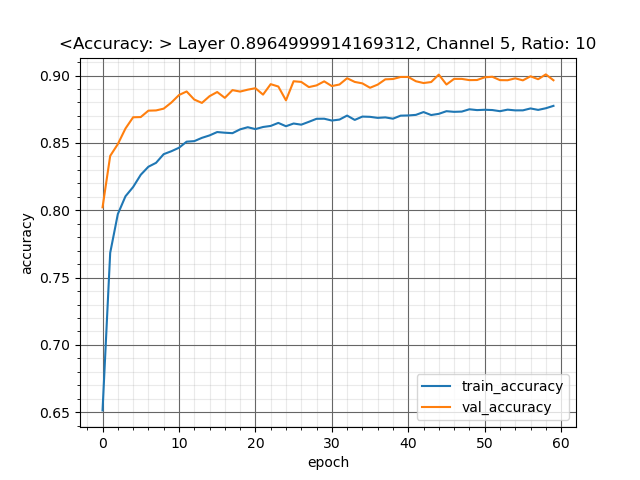 <Accuracy: > Layer 0.8964999914169312, Channel 5, Ratio: 10
0.90
0.85
0.80
0.75
0.70
0.65
accuracy
0 10 20 30 40 50 60
epoch
train_accuracy
val_accuracy